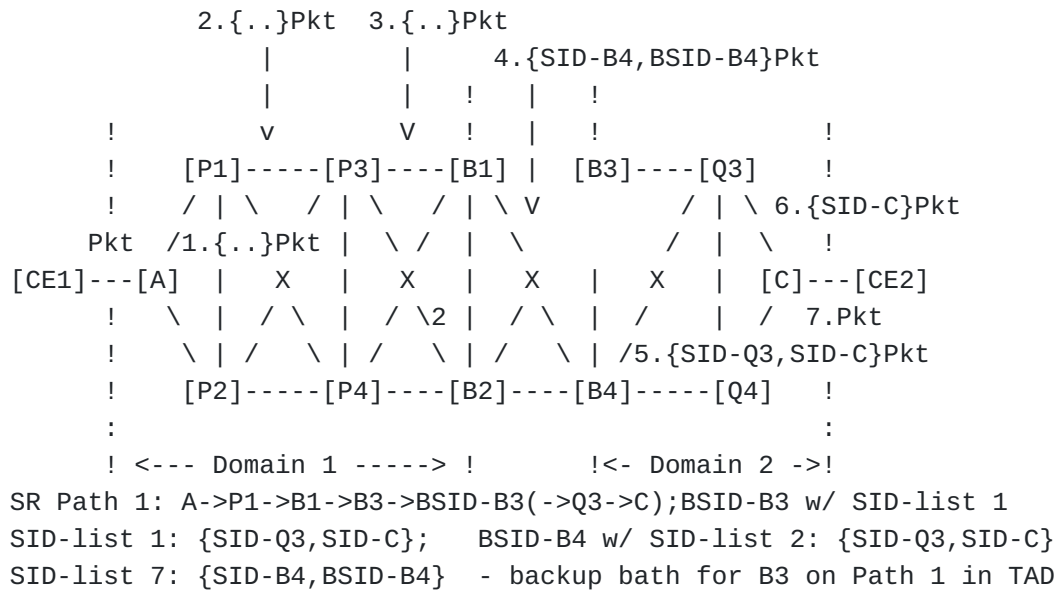 2.{..}Pkt  3.{..}Pkt
|        |     4.{SID-B4,BSID-B4}Pkt
|        |   !   |   !
!         v        V   !   |   !              !
!    [P1]-----[P3]----[B1] |  [B3]----[Q3]    !
!    / | \   / | \   / | \ V         / | \ 6.{SID-C}Pkt
Pkt  /1.{..}Pkt |  \ /  |  \         /  |  \   !
[CE1]---[A]  |   X   |   X   |   X   |   X   |  [C]---[CE2]
!   \  |  / \  |  / \2 |  / \  |  /    |  /  7.Pkt
!    \ | /   \ | /   \ | /   \ | /5.{SID-Q3,SID-C}Pkt
!    [P2]-----[P4]----[B2]----[B4]-----[Q4]   !
:                                             :
! <--- Domain 1 -----> !       !<- Domain 2 ->!
SR Path 1: A->P1->B1->B3->BSID-B3(->Q3->C);BSID-B3 w/ SID-list 1
SID-list 1: {SID-Q3,SID-C};   BSID-B4 w/ SID-list 2: {SID-Q3,SID-C}
SID-list 7: {SID-B4,BSID-B4}  - backup bath for B3 on Path 1 in TAD